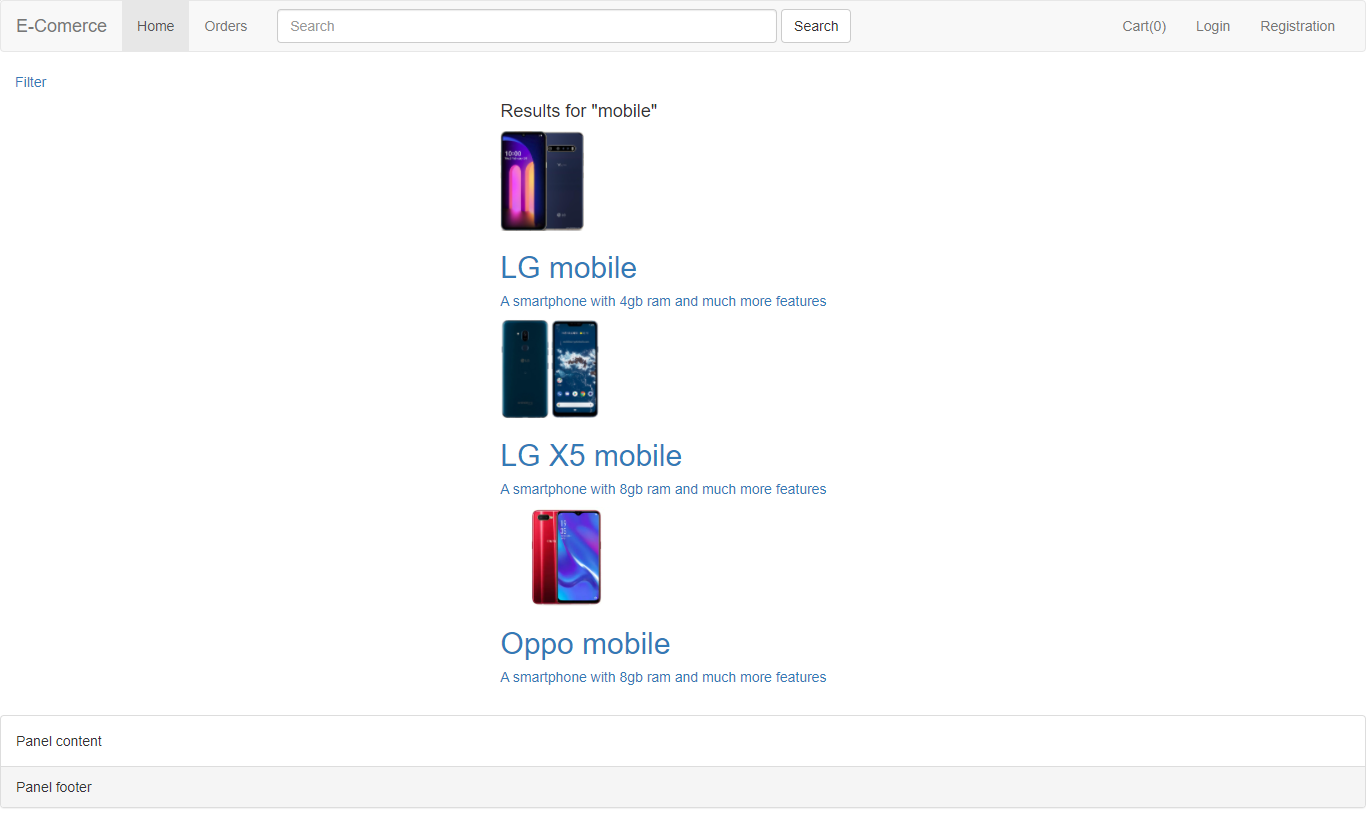 E-Comerce Home Orders Search Search Cart(0) Login Registration
Filter
Results for "mobile"
10:00
LG mobile
A smartphone with 4gb ram and much more features
LG X5 mobile
A smartphone with 8gb ram and much more features
Oppo mobile
A smartphone with 8gb ram and much more features
Panel content
Panel footer